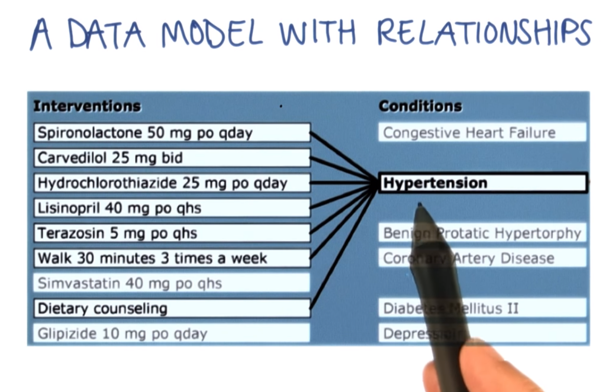 A DATA MODEL WITH RELATIONSHIPS
Interventions
Spironolactone 50 mg po qday
Carvedilol 25 mg bid
Hydrochlorothiazide 25 mg po qday
Lisinopril 40 mg po qhs
Terazosin 5 mg po qhs
Walk 30 minutes 3 times a week
Simvastatin 40 mg po qhs
Dietary counseling
Glipizide 10 mg po qday
Conditions
Congestive Heart Failure
Hypertension
Benign Protatic Hypertorphy
Coronary Artery Disease
Diabetes Mellitus II
Depression